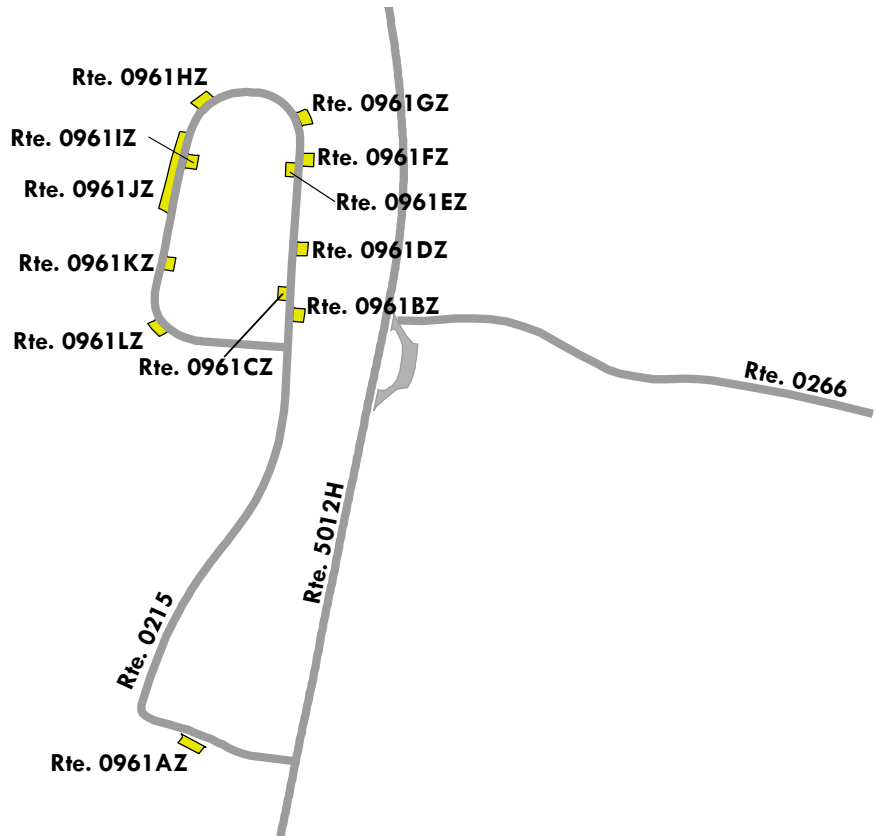 Rte. 0961HZ
Rte. 0961GZ
Rte. 0961IZ
Rte. 0961FZ
Rte. 0961JZ
Rte. 0961EZ
Rte. 0961DZ
Rte. 0961KZ
Rte. 0961BZ
Rte. 0961LZ
Rte. 0961CZ
Rte. 0266
Rte. 5012H
Rte. 0215
Rte. 0961AZ